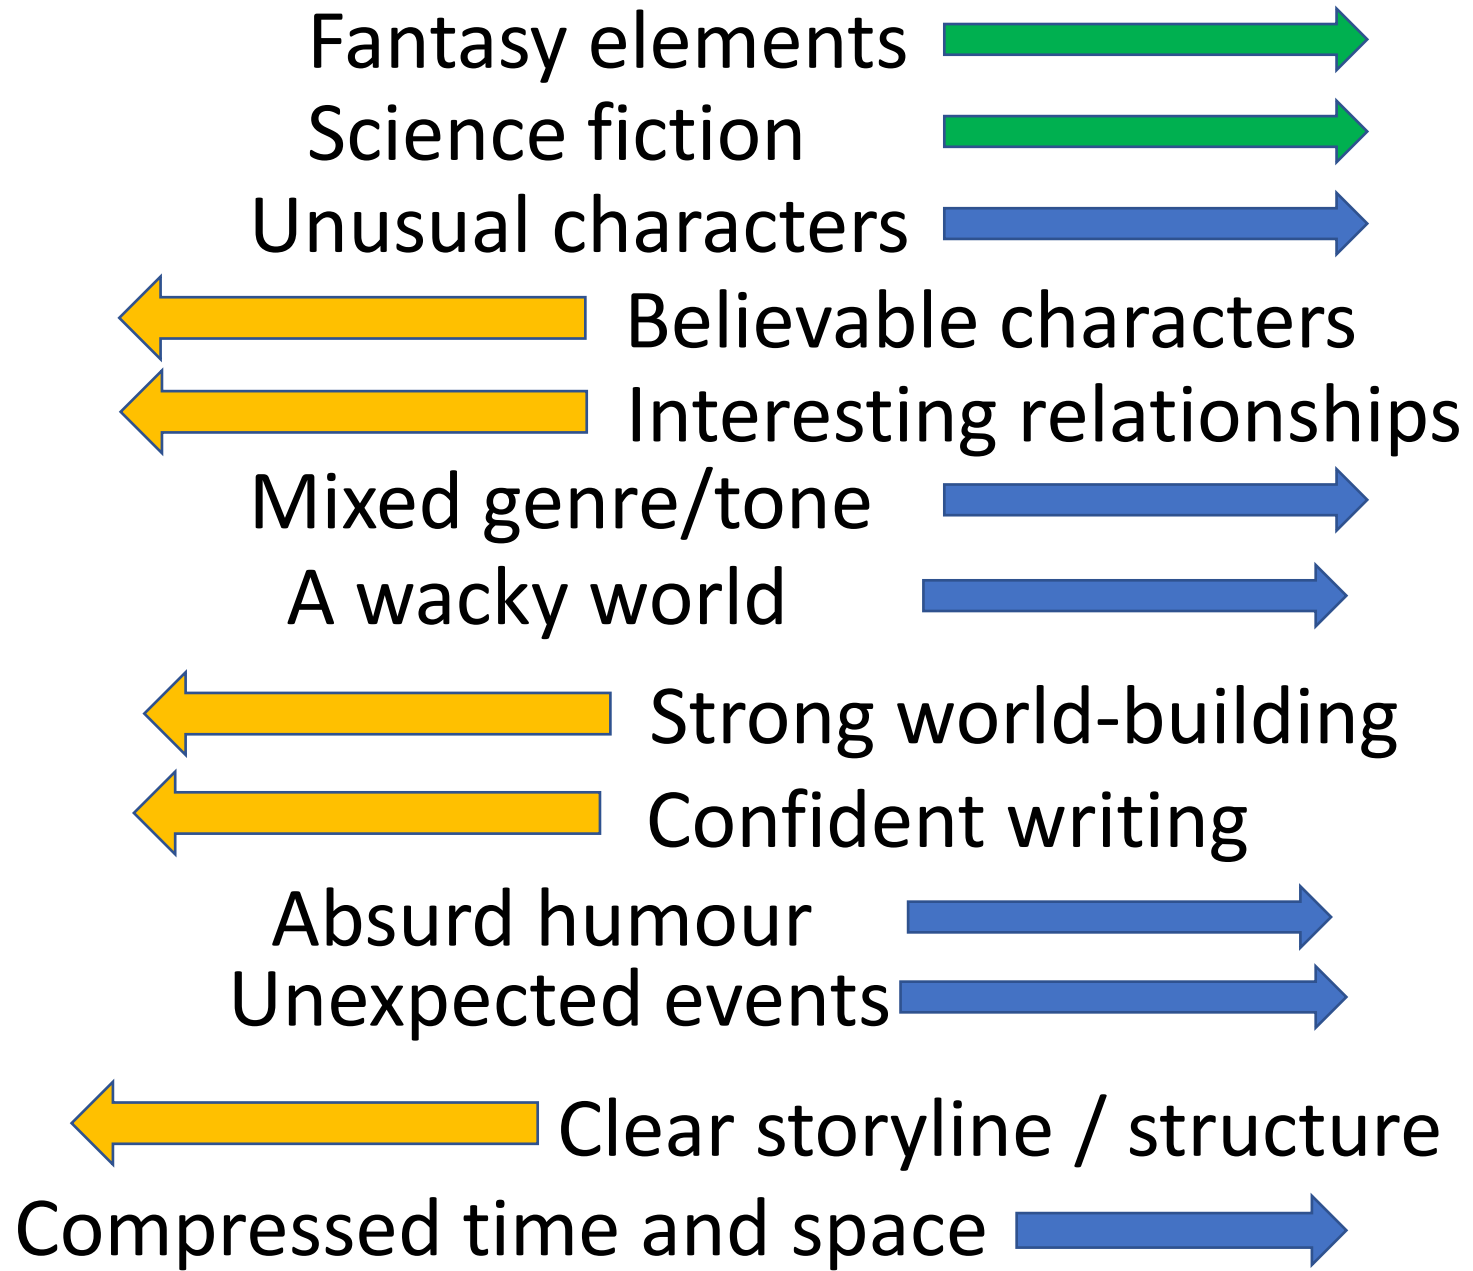 Fantasy elements
Science fiction
Unusual characters
Believable characters
Interesting relationships
Mixed genre/tone
A wacky world
Strong world-building
Confident writing
Absurd humour
Unexpected events
Clear storyline / structure
Compressed time and space